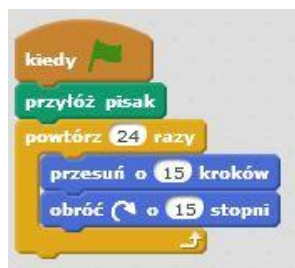 kiedy
przyłóż pisak
powtórz 24 razy
przesuń o 15 kroków
obróć o 15 stopni